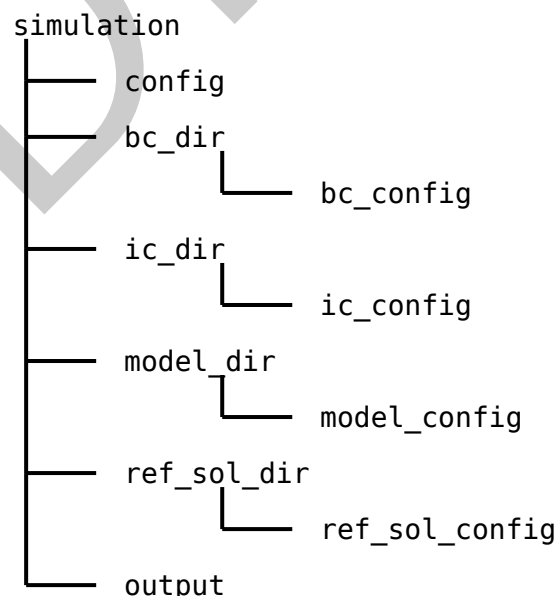 simulation
config
bc_dir
bc_config
ic_dir
ic_config
model_dir
model_config
ref_sol_dir
ref_sol_config
output